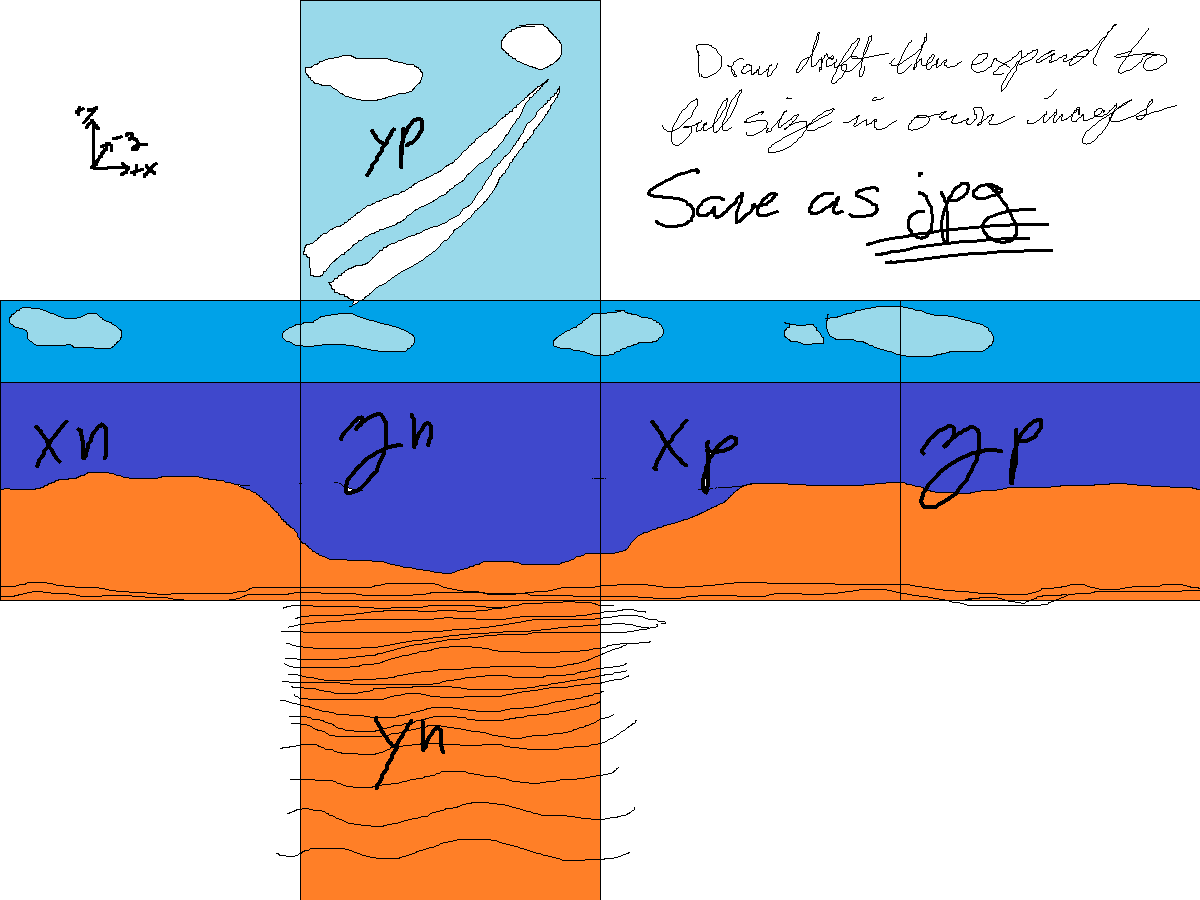 Draw draft then expand to
full size in own images
Save as jpg
+y
-z
+x
yp
xn
zn
xp
zp
yn